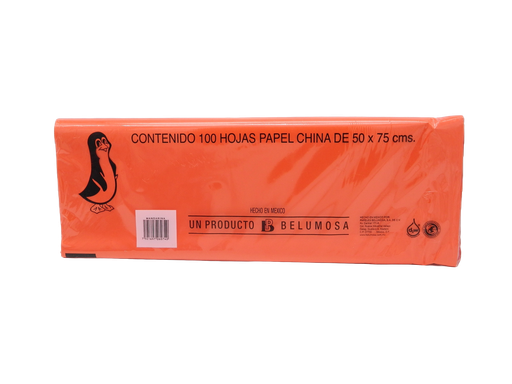 CONTENIDO 100 HOJAS PAPEL CHINA DE 50 x 75 cms.
HECHO EN MEXICO
UN PRODUCTO B BELUMOSA